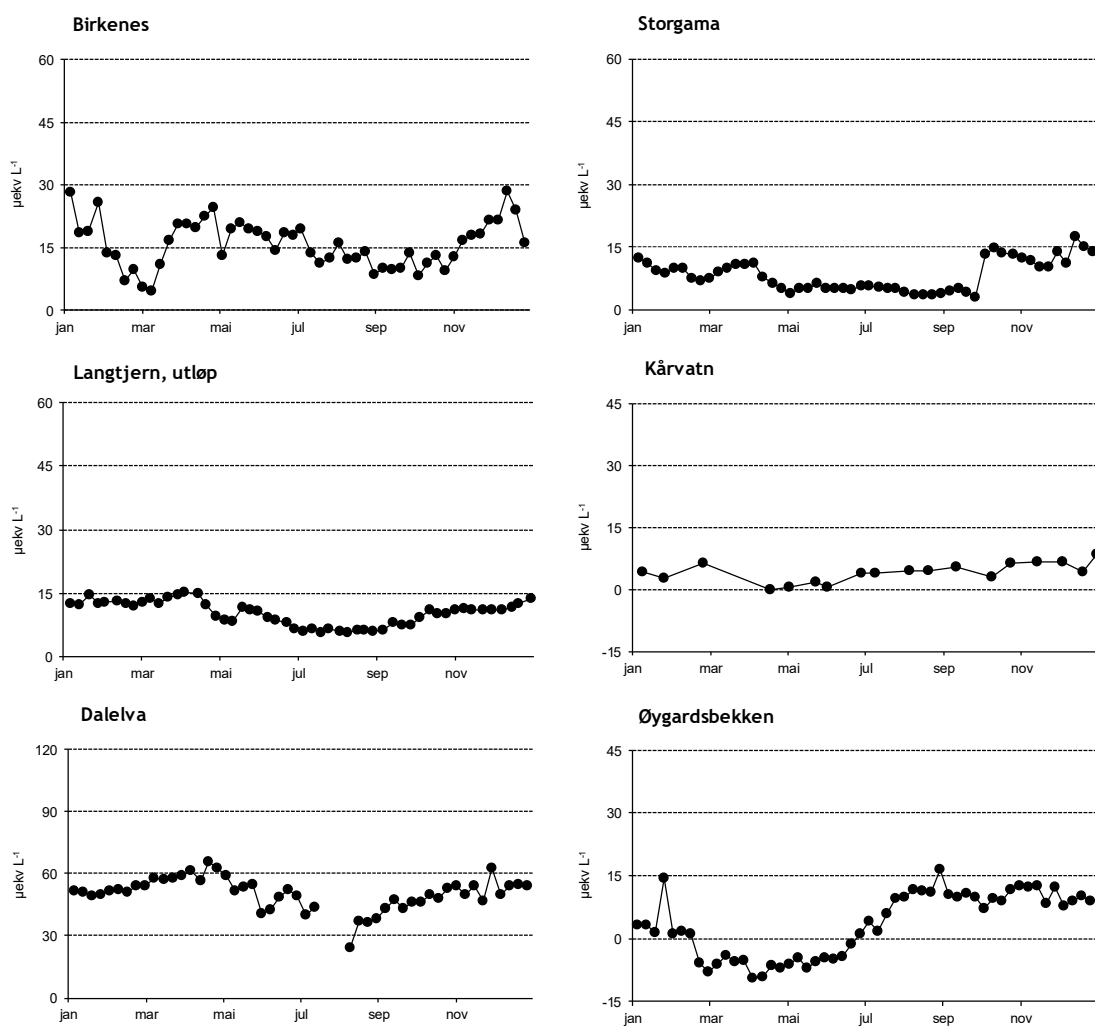 Birkenes
60
45
30
15
0
µekv L-1
jan mar mai jul sep nov
Storgama
60
45
30
15
0
µekv L-1
jan mar mai jul sep nov
Langtjern, utløp
60
45
30
15
0
µekv L-1
jan mar mai jul sep nov
Kårvatn
45
30
15
0
-15
µekv L-1
jan mar mai jul sep nov
Dalelva
120
90
60
30
0
µekv L-1
jan mar mai jul sep nov
Øygardsbekken
45
30
15
0
-15
µekv L-1
jan mar mai jul sep nov